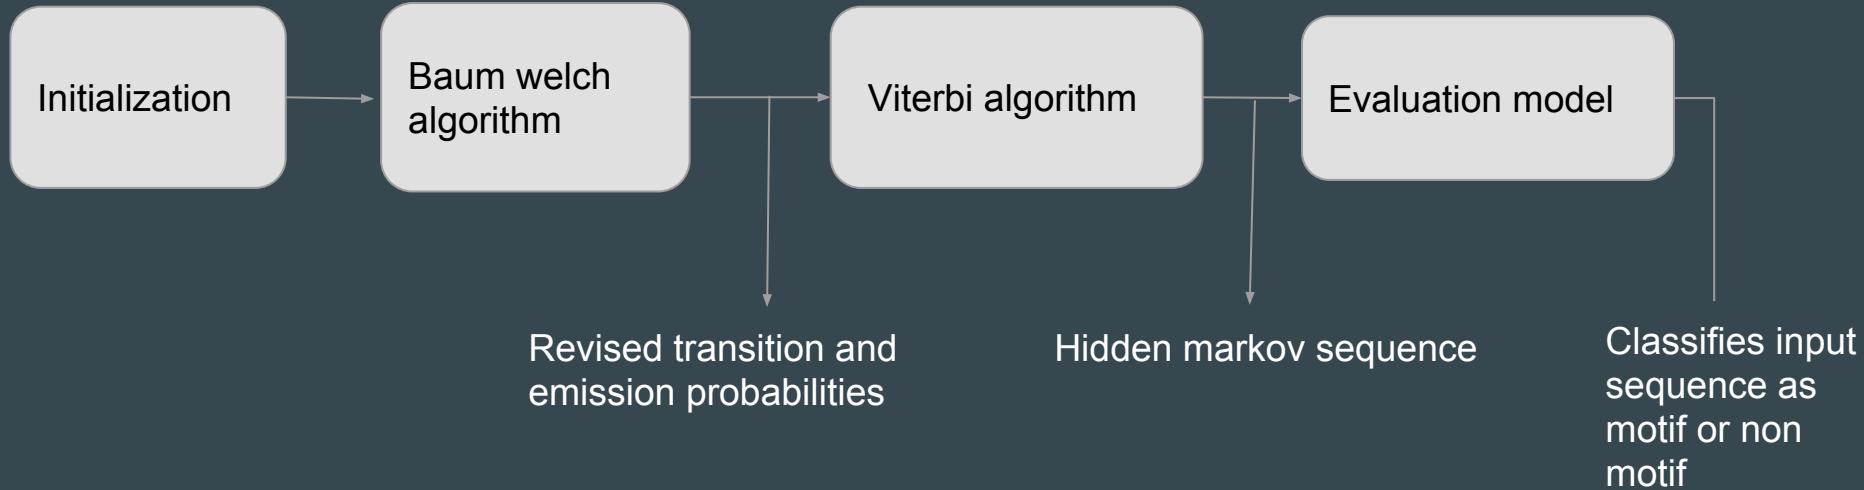 Initialization
Baum welch
algorithm
Viterbi algorithm
Evaluation model
Revised transition and
emission probabilities
Hidden markov sequence
Classifies input
sequence as
motif or non
motif